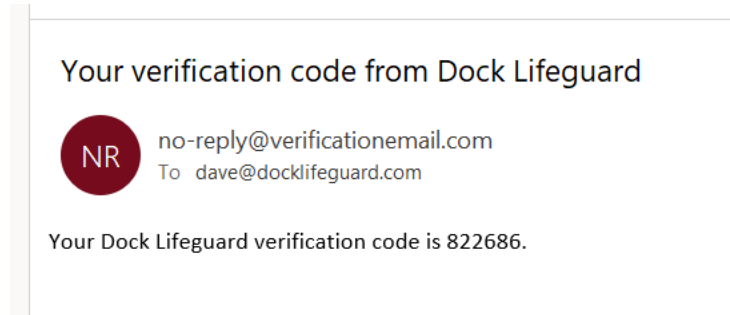 Your verification code from Dock Lifeguard
NR
no-reply@verificationemail.com
To dave@docklifeguard.com
Your Dock Lifeguard verification code is 822686.